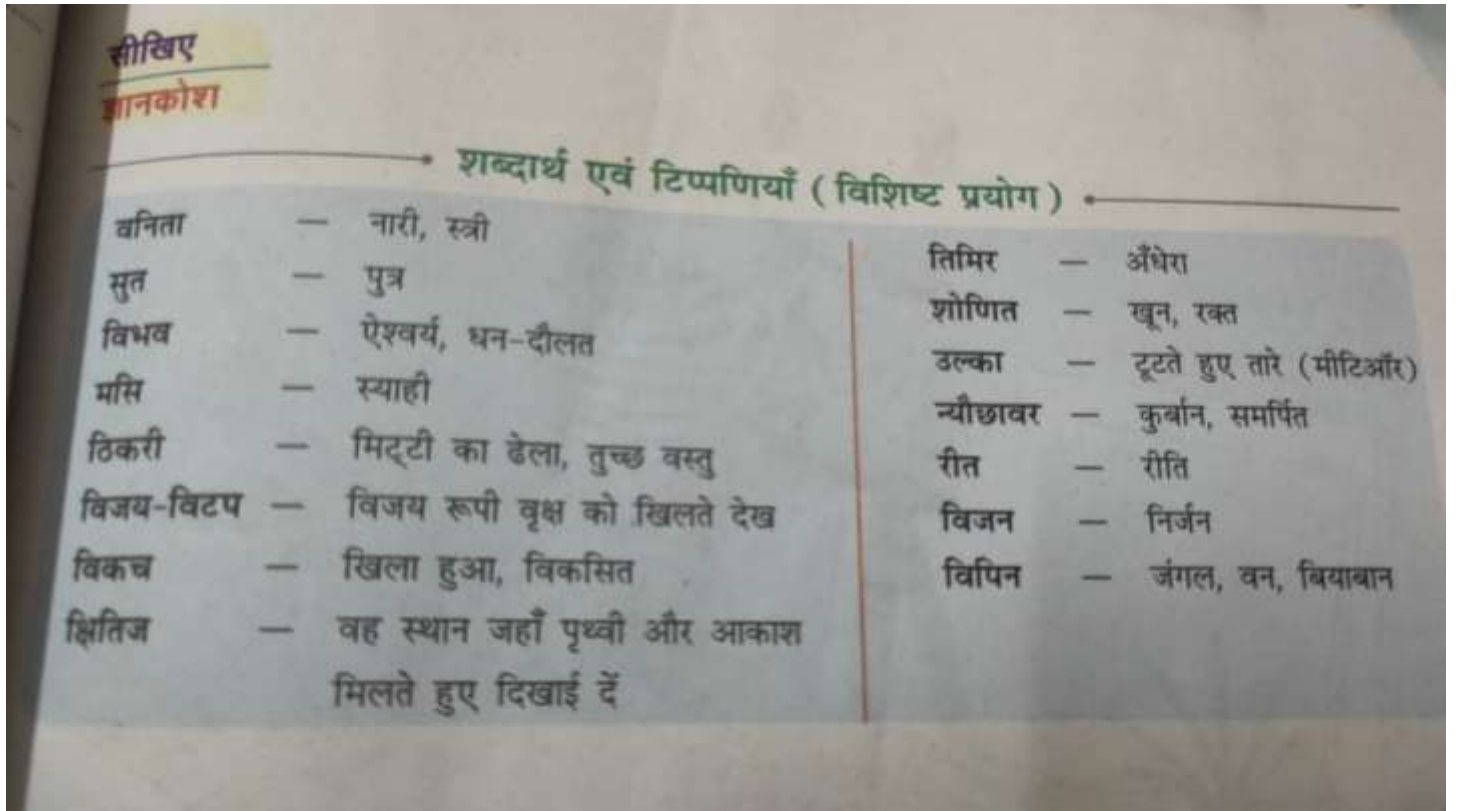 सीखिए
ज्ञानकोश
शब्दार्थ एवं टिप्पणियाँ ( विशिष्ट प्रयोग )
वनिता — नारी, स्त्री
सुत — पुत्र
विभव — ऐश्वर्य, धन-दौलत
मसि — स्याही
ठिकरी — मिट्टी का ढेला, तुच्छ वस्तु
विजय-विटप — विजय रूपी वृक्ष को खिलते देख
विकच — खिला हुआ, विकसित
क्षितिज — वह स्थान जहाँ पृथ्वी और आकाश
मिलते हुए दिखाई दें
तिमिर — अँधेरा
शोणित — खून, रक्त
उल्का — टूटते हुए तारे (मीटिऑर)
न्यौछावर — कुर्बान, समर्पित
रीत — रीति
विजन — निर्जन
विपिन — जंगल, वन, बियाबान